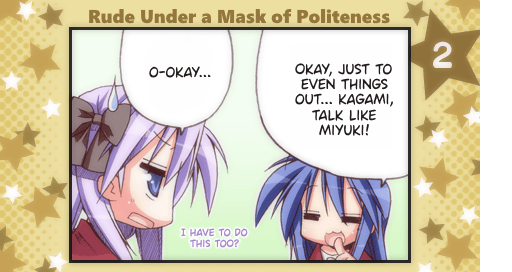 Rude Under a Mask of Politeness
2
O-OKAY...
OKAY, JUST TO
EVEN THINGS
OUT... KAGAMI,
TALK LIKE
MIYUKI!
I HAVE TO DO
THIS TOO?